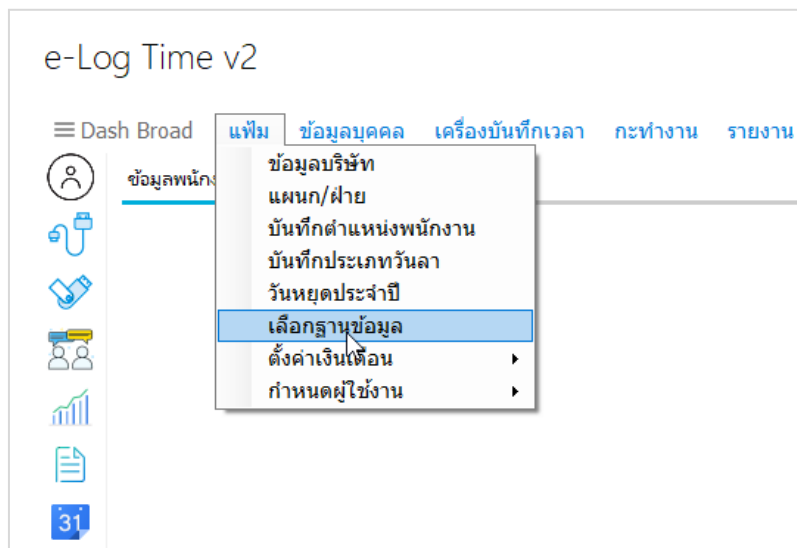 e-Log Time v2
Dash Broad แฟ้ม ข้อมูลบุคคล เครื่องบันทึกเวลา กะทำงาน รายงาน
ข้อมูลพนักง
ข้อมูลบริษัท
แผนก/ฝ่าย
บันทึกตำแหน่งพนักงาน
บันทึกประเภทวันลา
วันหยุดประจำปี
เลือกฐานข้อมูล
ตั้งค่าเงินเดือน
กำหนดผู้ใช้งาน
31